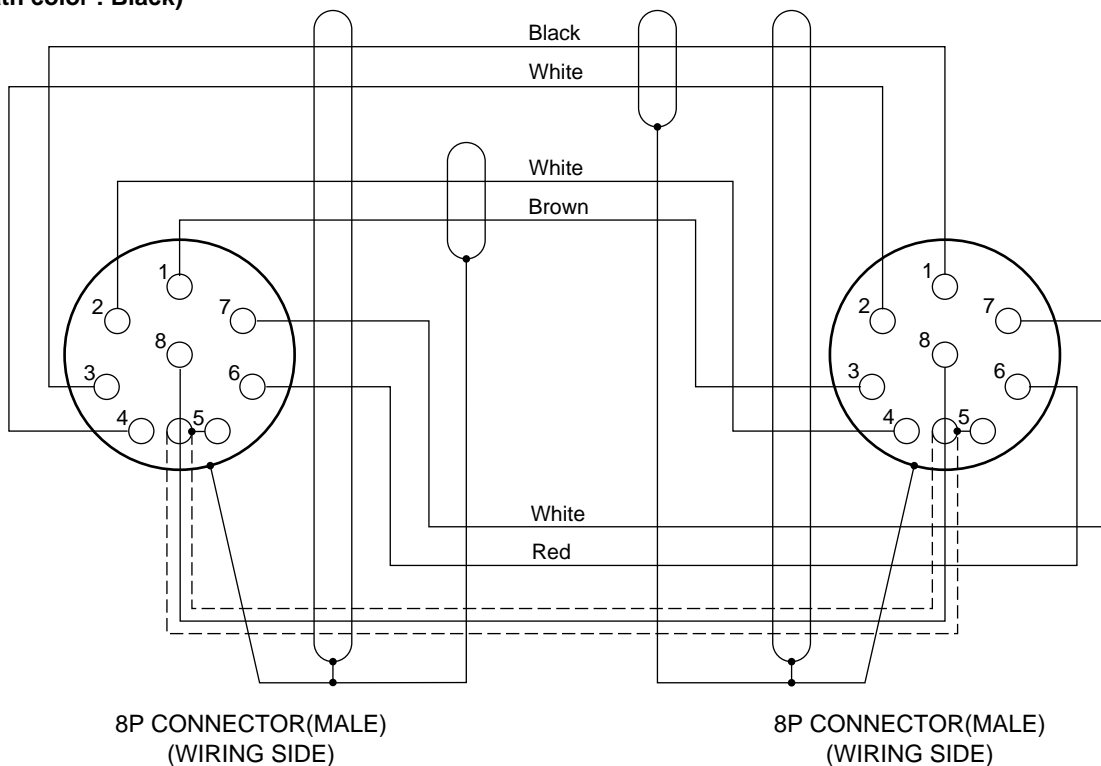 color : Black)
Black
White
White
Brown
1
2
7
8
3
6
4
5
1
2
7
8
3
6
4
5
White
Red
8P CONNECTOR(MALE)
(WIRING SIDE)
8P CONNECTOR(MALE)
(WIRING SIDE)